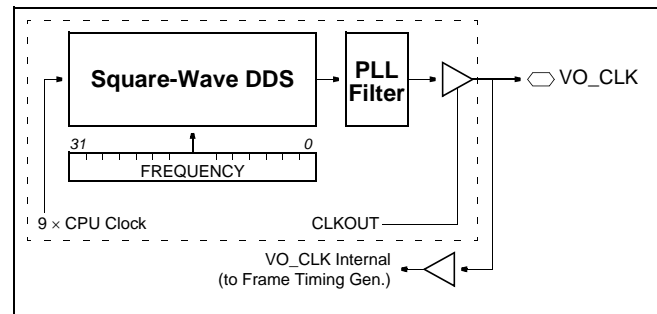 Square-Wave DDS
PLL
Filter
VO_CLK
31
0
FREQUENCY
9 × CPU Clock
CLKOUT
VO_CLK Internal
(to Frame Timing Gen.)